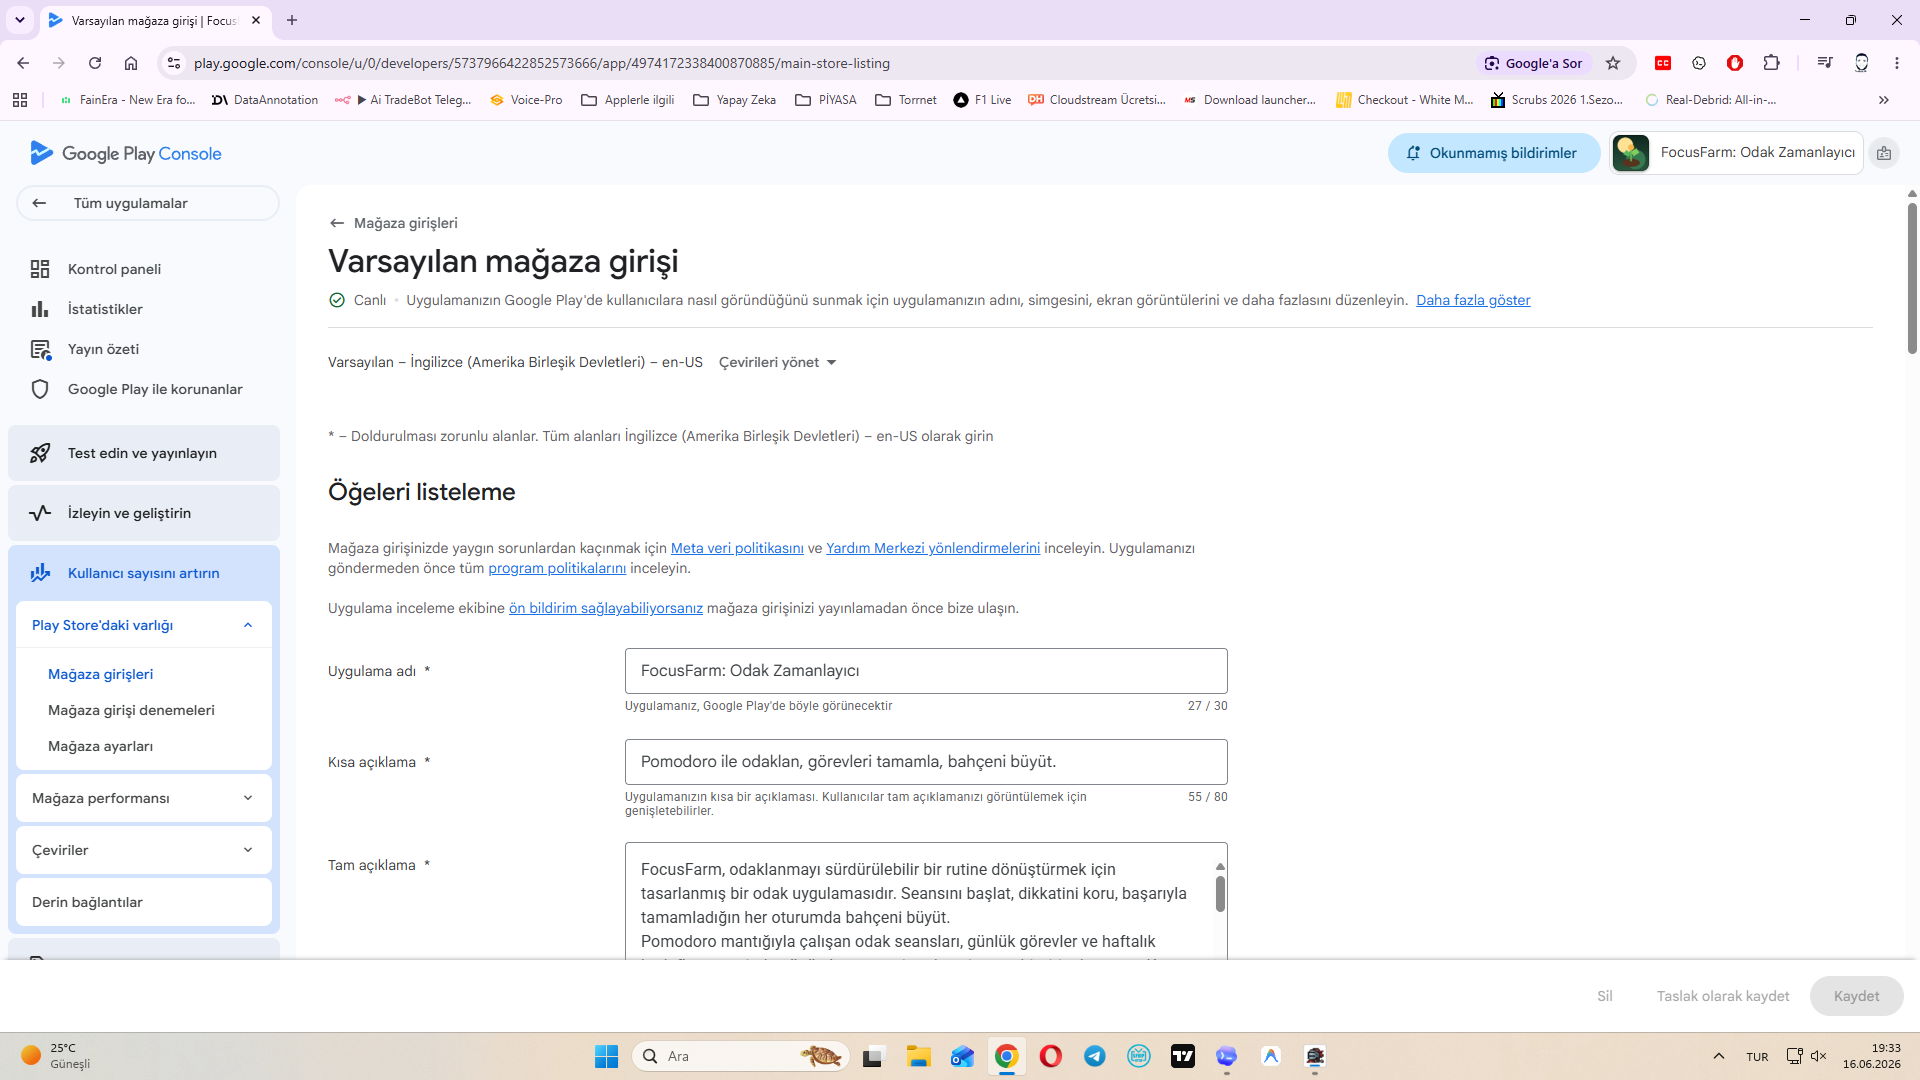 Varsayılan mağaza girişi | Focus
play.google.com/console/u/0/developers/5737966422852573666/app/4974172338400870885/main-store-listing
Google'a Sor
FainEra - New Era fo...
DataAnnotation
Ai TradeBot Teleg...
Voice-Pro
Applerle ilgili
Yapay Zeka
PİYASA
Torrnet
F1 Live
Cloudstream Ücretsi...
Download launcher...
Checkout - White M...
Scrubs 2026 1.Sezo...
Real-Debrid: All-in-...
Google Play Console
Okunmamış bildirimler
FocusFarm: Odak Zamanlayıcı
Tüm uygulamalar
Kontrol paneli
İstatistikler
Yayın özeti
Google Play ile korunanlar
Test edin ve yayınlayın
İzleyin ve geliştirin
Kullanıcı sayısını artırın
Play Store'daki varlığı
Mağaza girişleri
Mağaza girişi denemeleri
Mağaza ayarları
Mağaza performansı
Çeviriler
Derin bağlantılar
Mağaza girişleri
Varsayılan mağaza girişi
Canlı • Uygulamanızın Google Play'de kullanıcılara nasıl göründüğünü sunmak için uygulamanızın adını, simgesini, ekran görüntülerini ve daha fazlasını düzenleyin. Daha fazla göster
Varsayılan – İngilizce (Amerika Birleşik Devletleri) – en-US
Çevirileri yönet
* – Doldurulması zorunlu alanlar. Tüm alanları İngilizce (Amerika Birleşik Devletleri) – en-US olarak girin
Öğeleri listeleme
Mağaza girişinizde yaygın sorunlardan kaçınmak için Meta veri politikasını ve Yardım Merkezi yönlendirmelerini inceleyin. Uygulamanızı
göndermeden önce tüm program politikalarını inceleyin.
Uygulama inceleme ekibine ön bildirim sağlayabiliyorsanız mağaza girişinizi yayınlamadan önce bize ulaşın.
Uygulama adı *
FocusFarm: Odak Zamanlayıcı
Uygulamanız, Google Play'de böyle görünecektir
27 / 30
Kısa açıklama *
Pomodoro ile odaklan, görevleri tamamla, bahçeni büyüt.
Uygulamanızın kısa bir açıklaması. Kullanıcılar tam açıklamanızı görüntülemek için
genişletebilirler.
55 / 80
Tam açıklama *
FocusFarm, odaklanmayı sürdürülebilir bir rutine dönüştürmek için
tasarlanmış bir odak uygulamasıdır. Seansını başlat, dikkatini koru, başarıyla
tamamladığın her oturumda bahçeni büyüt.
Pomodoro mantığıyla çalışan odak seansları, günlük görevler ve haftalık
Sil
Taslak olarak kaydet
Kaydet
25°C
Güneşli
Ara
TUR
19:33
16.06.2026